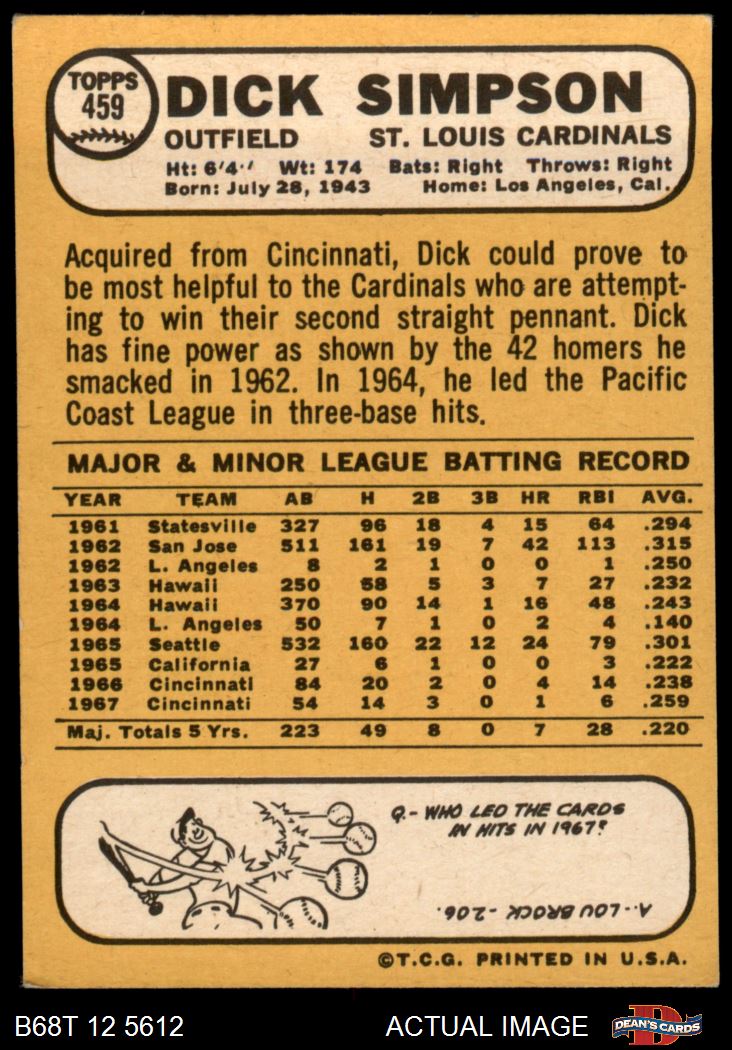 TOPPS
459
DICK SIMPSON
OUTFIELD ST. LOUIS CARDINALS
Ht: 6'4" Wt: 174 Bats: Right Throws: Right
Born: July 28, 1943 Home: Los Angeles, Cal.
Acquired from Cincinnati, Dick could prove to
be most helpful to the Cardinals who are attempt-
ing to win their second straight pennant. Dick
has fine power as shown by the 42 homers he
smacked in 1962. In 1964, he led the Pacific
Coast League in three-base hits.
MAJOR & MINOR LEAGUE BATTING RECORD
YEAR TEAM AB H 2B 3B HR RBI AVG.
1961 Statesville 327 96 18 4 15 64 .294
1962 San Jose 511 161 19 7 42 113 .315
1962 L. Angeles 8 2 1 0 0 1 .250
1963 Hawaii 250 58 5 3 7 27 .232
1964 Hawaii 370 90 14 1 16 48 .243
1964 L. Angeles 50 7 1 0 2 4 .140
1965 Seattle 532 160 22 12 24 79 .301
1965 California 27 6 1 0 0 3 .222
1966 Cincinnati 84 20 2 0 4 14 .238
1967 Cincinnati 54 14 3 0 1 6 .259
Maj. Totals 5 Yrs. 223 49 8 0 7 28 .220
Q.- WHO LED THE CARDS
IN HITS IN 1967?
A.- LOU BROCK - 206.
©T.C.G. PRINTED IN U.S.A.
B68T 12 5612 ACTUAL IMAGE
D
DEAN'S CARDS